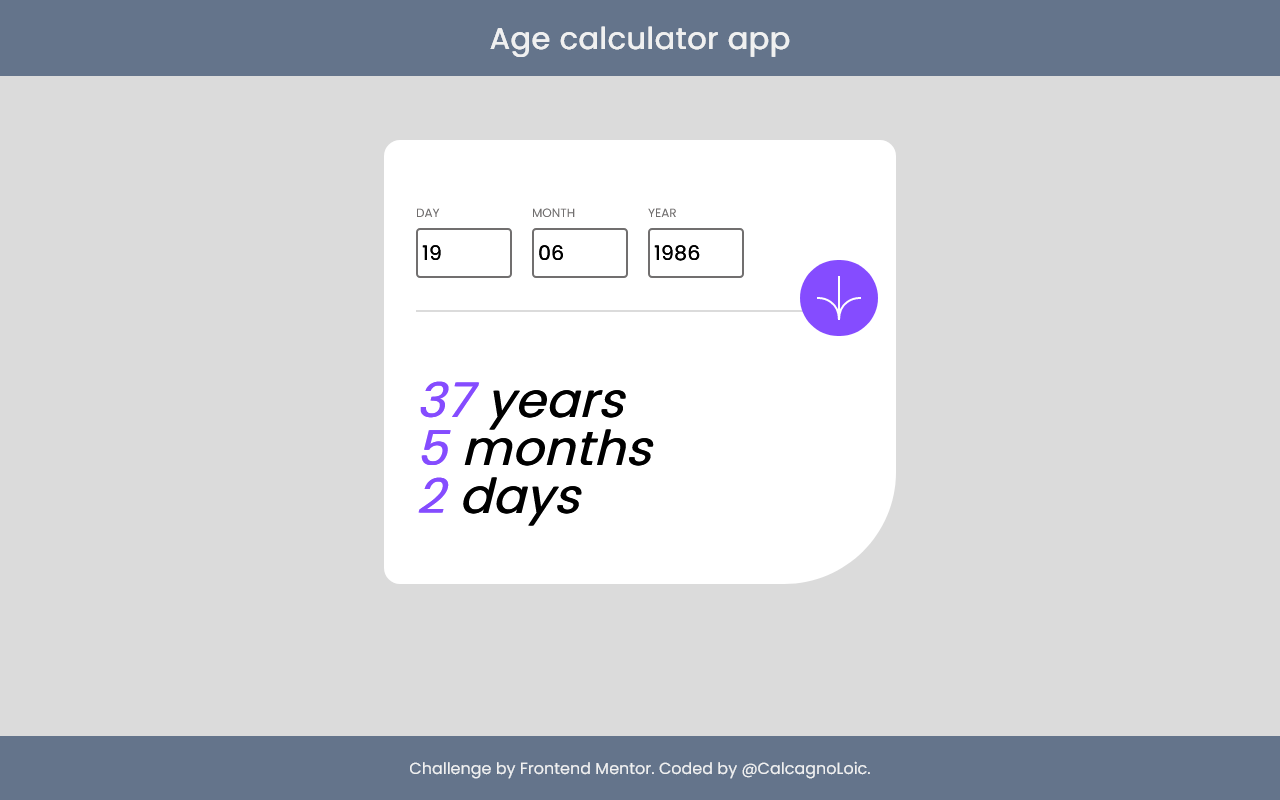 Age calculator app
DAY MONTH YEAR
19 06 1986
37 years
5 months
2 days
Challenge by Frontend Mentor. Coded by @CalcagnoLoic.